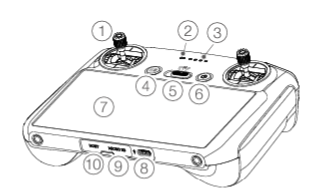 ①
② ③
④ ⑤ ⑥
⑦
⑩ ⑨ ⑧